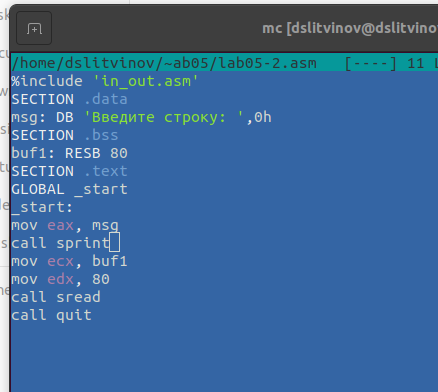 mc [dslitvinov@dslitvino
/home/dslitvinov/~ab05/lab05-2.asm [----] 11 L
%include 'in_out.asm'
SECTION .data
msg: DB 'Введите строку: ',0h
SECTION .bss
buf1: RESB 80
SECTION .text
GLOBAL _start
_start:
mov eax, msg
call sprint
mov ecx, buf1
mov edx, 80
call sread
call quit